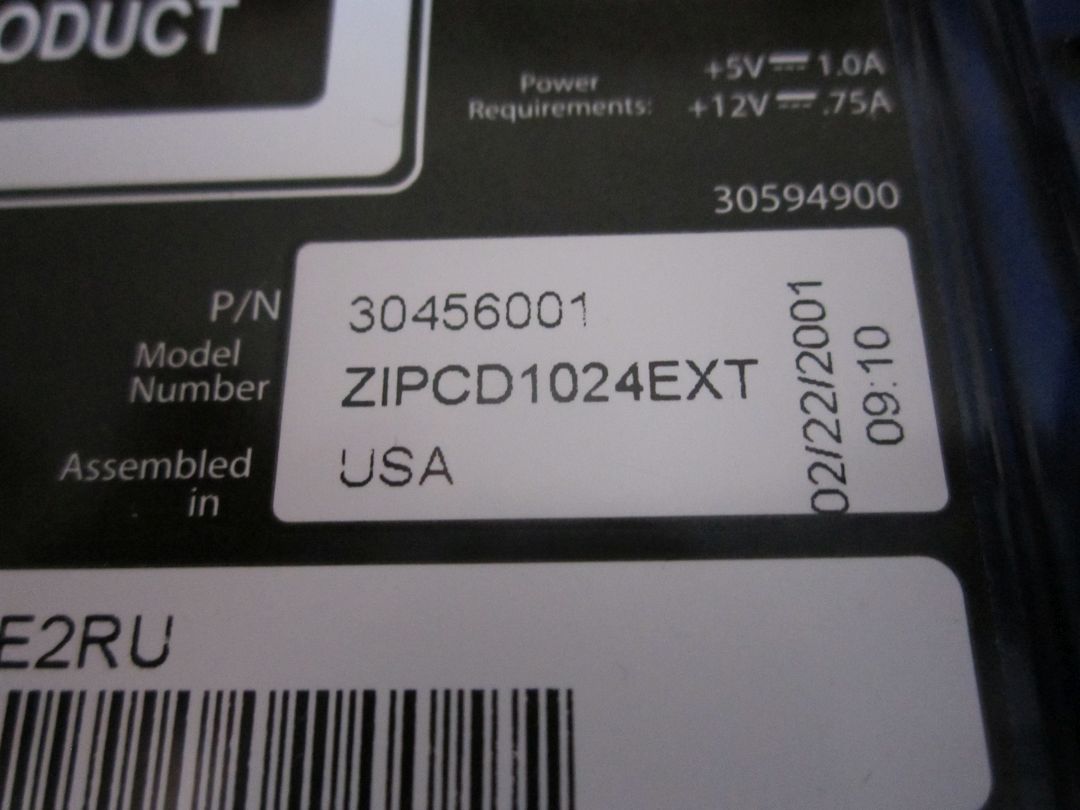 ODUCT
Power
Requirements:
+5V⎓1.0A
+12V⎓.75A
30594900
P/N
30456001
Model
Number
ZIPCD1024EXT
Assembled
in
USA
02/22/2001
09:10
E2RU